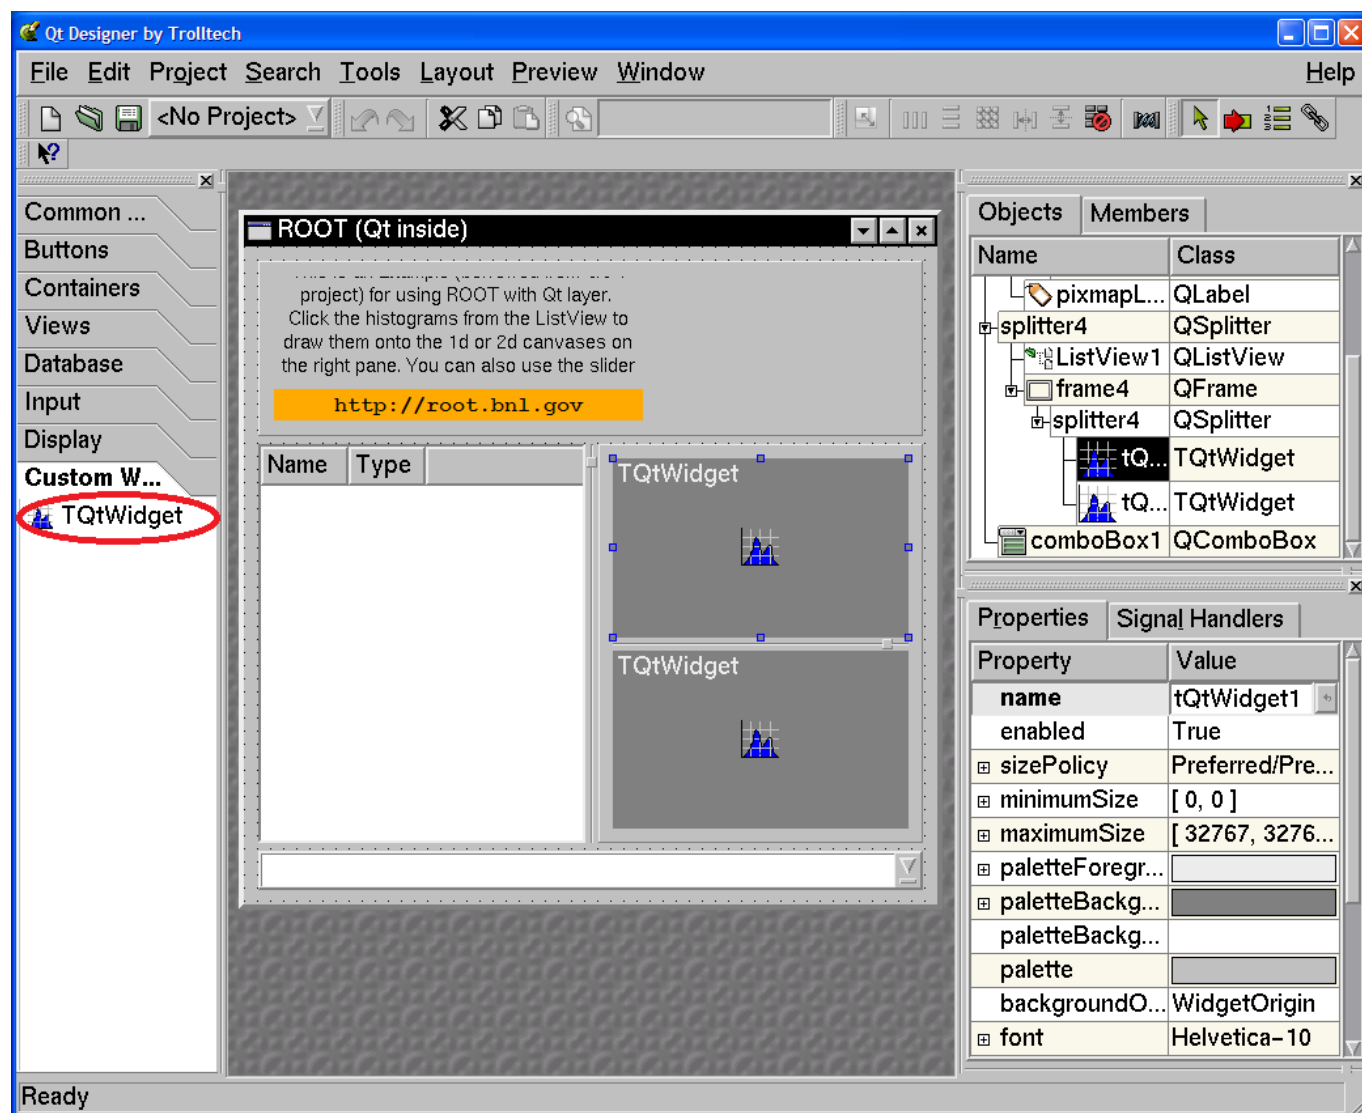 Qt Designer by Trolltech
File Edit Project Search Tools Layout Preview Window Help
<No Project>
Common ...
Buttons
Containers
Views
Database
Input
Display
Custom W...
TQtWidget
ROOT (Qt inside)
project) for using ROOT with Qt layer.
Click the histograms from the ListView to
draw them onto the 1d or 2d canvases on
the right pane. You can also use the slider
http://root.bnl.gov
Name Type
TQtWidget
TQtWidget
Objects Members
Name Class
pixmapL... QLabel
splitter4 QSplitter
ListView1 QListView
frame4 QFrame
splitter4 QSplitter
tQ... TQtWidget
tQ... TQtWidget
comboBox1 QComboBox
Properties Signal Handlers
Property Value
name tQtWidget1
enabled True
sizePolicy Preferred/Pre...
minimumSize [ 0, 0 ]
maximumSize [ 32767, 3276...
paletteForegr...
paletteBackg...
paletteBackg...
palette
backgroundO... WidgetOrigin
font Helvetica-10
Ready